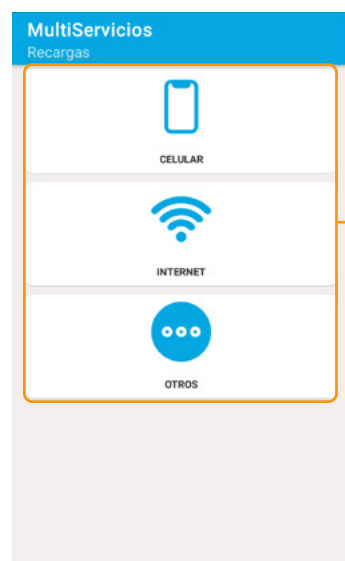 MultiServicios
Recargas
CELULAR
INTERNET
OTROS